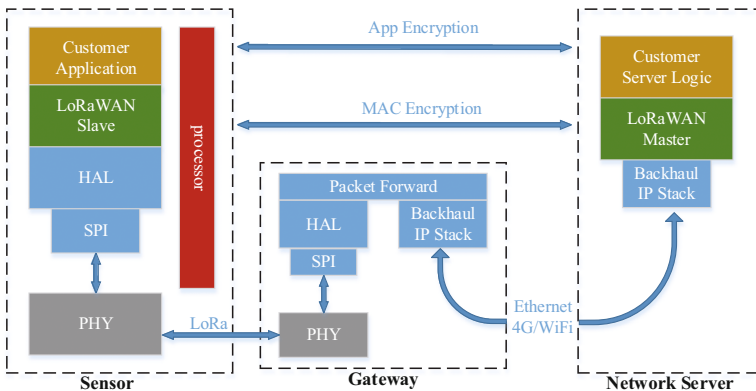 App Encryption
Customer
Application
LoRaWAN
Slave
HAL
SPI
PHY
processor
Sensor
MAC Encryption
LoRa
Packet Forward
HAL
SPI
PHY
Backhaul
IP Stack
Gateway
Ethernet
4G/WiFi
Customer
Server Logic
LoRaWAN
Master
Backhaul
IP Stack
Network Server